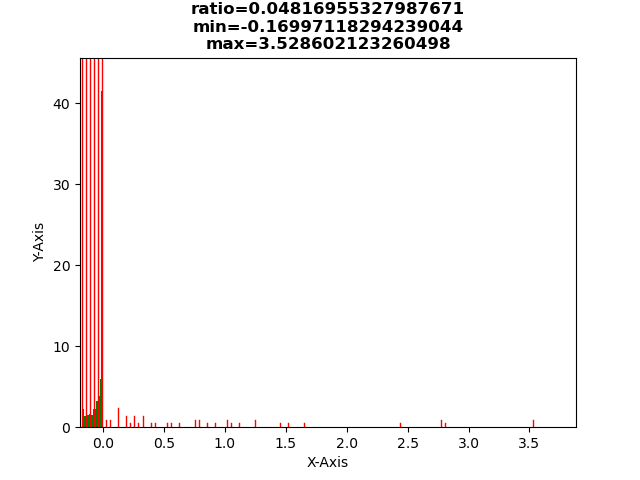 ratio=0.04816955327987671
min=-0.16997118294239044
max=3.528602123260498
40
30
20
10
0
Y-Axis
0.0 0.5 1.0 1.5 2.0 2.5 3.0 3.5
X-Axis